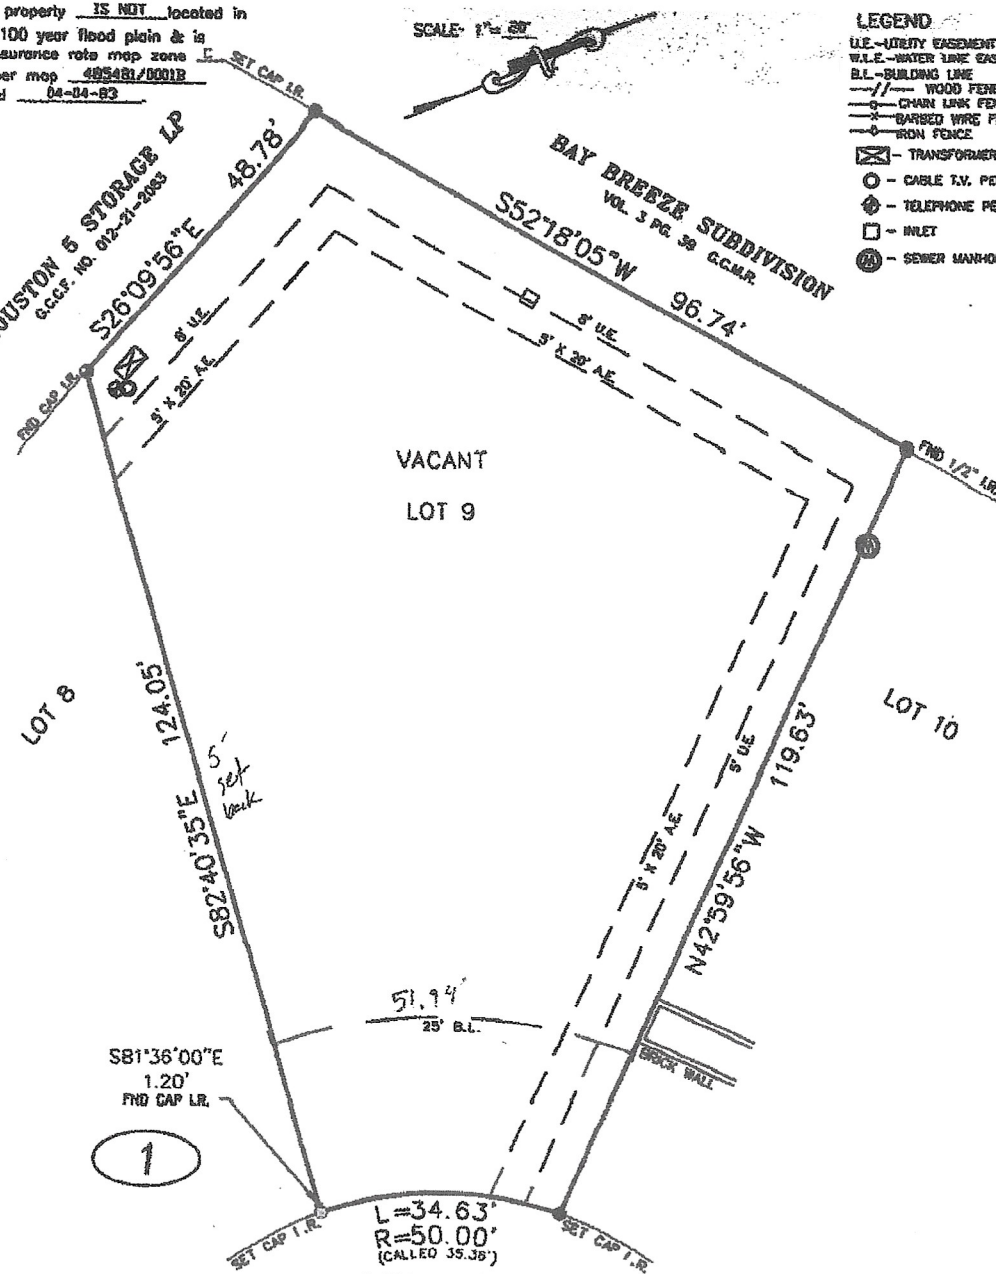 property IS NOT located in
100 year flood plain & is
surance rate map zone C
er map 485481/0001B
d 04-04-83
SCALE- 1"= 20'
LEGEND
U.E.-UTILITY EASEMENT
W.L.E.-WATER LINE EAS
B.L.-BUILDING LINE
WOOD FEN
CHAIN LINK FE
BARBED WIRE F
IRON FENCE
- TRANSFORMER
- CABLE T.V. PE
- TELEPHONE PE
- INLET
M - SEWER MANHO
SET CAP I.R.
OUSTON 5 STORAGE LP
G.C.C.F. NO. 012-21-2063
48.78'
S26°09'56"E
BAY BREEZE SUBDIVISION
VOL. 3 PG. 39 G.C.M.R.
S52°18'05"W
96.74'
FND CAP I.R.
8' U.E.
5' X 20' A.E.
8' U.E.
5' X 20' A.E.
FND 1/2" I.R.
VACANT
LOT 9
M
LOT 8
124.05'
S82°40'35"E
5'
set
back
LOT 10
119.63'
N42°59'56"W
5' U.E.
5' X 20' A.E.
51.94'
25' B.L.
BRICK WALL
S81°36'00"E
1.20'
FND CAP I.R.
1
SET CAP I.R.
L=34.63'
R=50.00'
(CALLED 35.36')
SET CAP I.R.